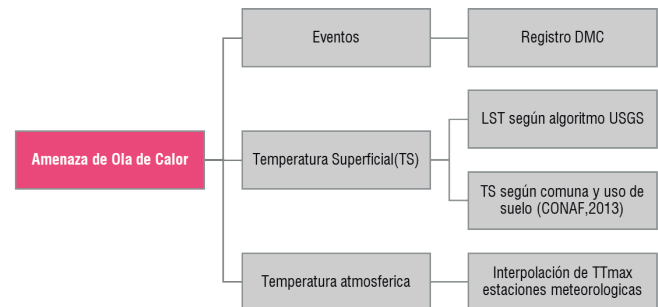 Amenaza de Ola de Calor
Eventos
Registro DMC
Temperatura Superficial(TS)
LST según algoritmo USGS
TS según comuna y uso de
suelo (CONAF,2013)
Temperatura atmosferica
Interpolación de TTmax
estaciones meteorologicas